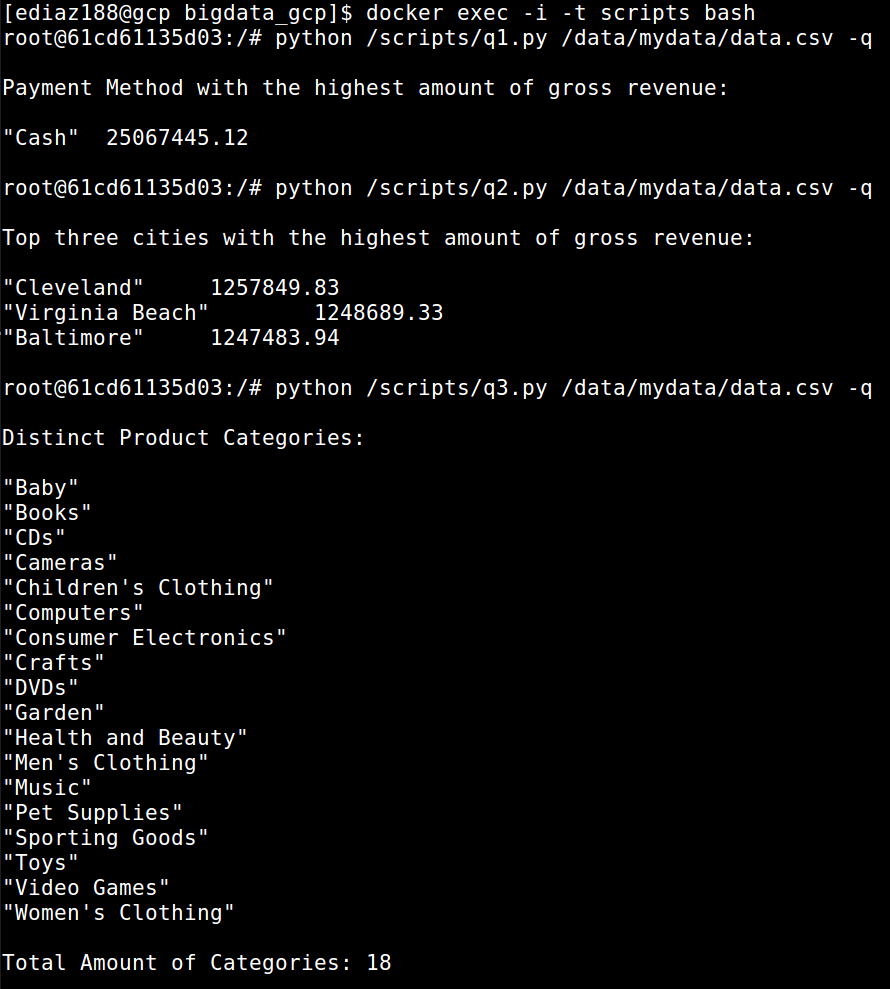 [ediaz188@gcp bigdata_gcp]$ docker exec -i -t scripts bash
root@61cd61135d03:/# python /scripts/q1.py /data/mydata/data.csv -q
Payment Method with the highest amount of gross revenue:
"Cash"  25067445.12
root@61cd61135d03:/# python /scripts/q2.py /data/mydata/data.csv -q
Top three cities with the highest amount of gross revenue:
"Cleveland"     1257849.83
"Virginia Beach"        1248689.33
"Baltimore"     1247483.94
root@61cd61135d03:/# python /scripts/q3.py /data/mydata/data.csv -q
Distinct Product Categories:
"Baby"
"Books"
"CDs"
"Cameras"
"Children's Clothing"
"Computers"
"Consumer Electronics"
"Crafts"
"DVDs"
"Garden"
"Health and Beauty"
"Men's Clothing"
"Music"
"Pet Supplies"
"Sporting Goods"
"Toys"
"Video Games"
"Women's Clothing"
Total Amount of Categories: 18